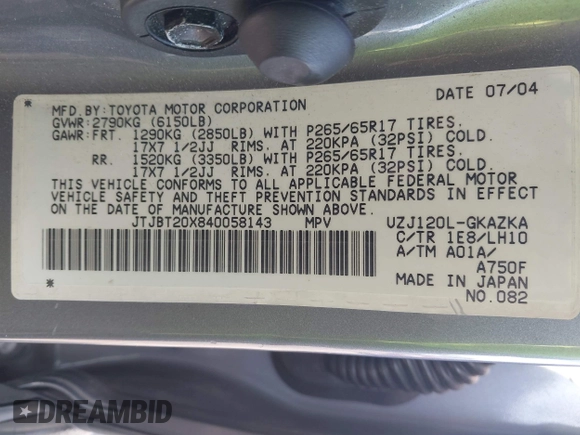 MFD.BY:TOYOTA MOTOR CORPORATION DATE 07/04
GVWR:2790KG (6150LB)
GAWR:FRT. 1290KG (2850LB) WITH P265/65R17 TIRES.
17X7 1/2JJ RIMS. AT 220KPA (32PSI) COLD.
RR. 1520KG (3350LB) WITH P265/65R17 TIRES.
17X7 1/2JJ RIMS. AT 220KPA (32PSI) COLD.
THIS VEHICLE CONFORMS TO ALL APPLICABLE FEDERAL MOTOR
VEHICLE SAFETY AND THEFT PREVENTION STANDARDS IN EFFECT
ON THE DATE OF MANUFACTURE SHOWN ABOVE.
*JTJBT20X840058143* MPV UZJ120L-GKAZKA
C/TR 1E8/LH10
A/TM A01A/
A750F
MADE IN JAPAN
NO.082
DREAMBID